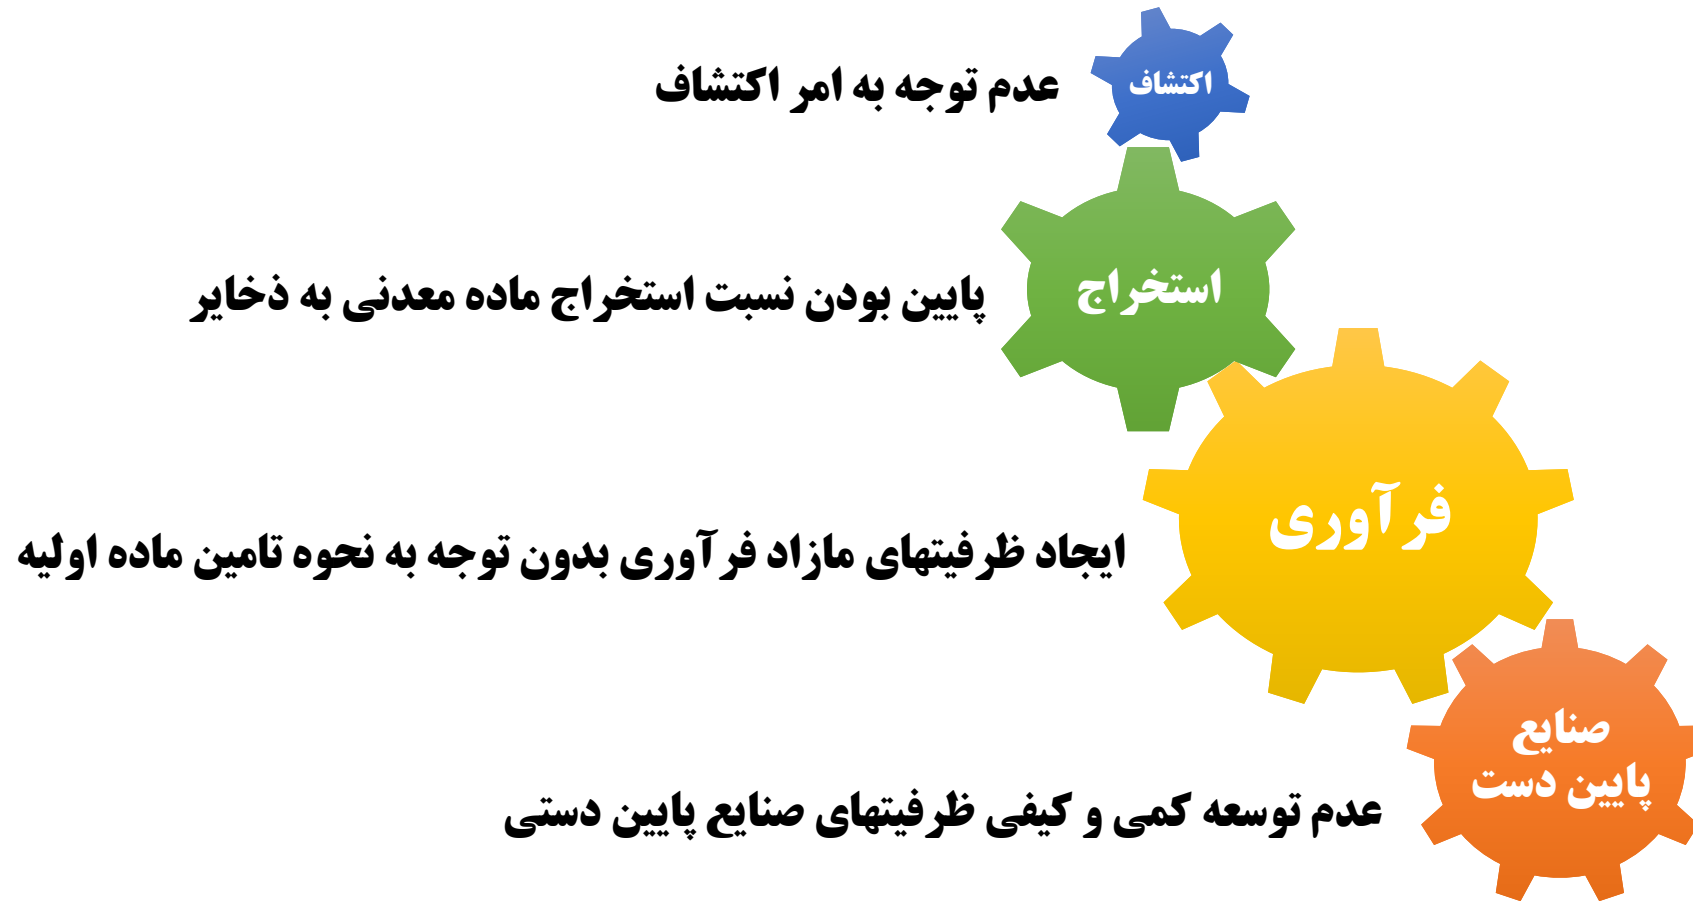 اکتشاف
عدم توجه به امر اکتشاف
استخراج
پایین بودن نسبت استخراج ماده معدنی به ذخایر
فرآوری
ایجاد ظرفیتهای مازاد فرآوری بدون توجه به نحوه تامین ماده اولیه
صنایع
پایین دست
عدم توسعه کمی و کیفی ظرفیتهای صنایع پایین دستی